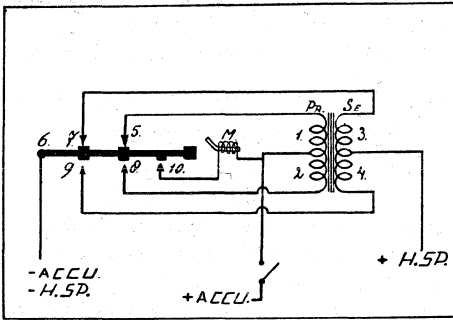 PR. SE.
1. 3.
2 4.
6. 7. 5. M.
9 8. 10.
-ACCU.
-H.SP.
+ACCU.
+ H.SP.